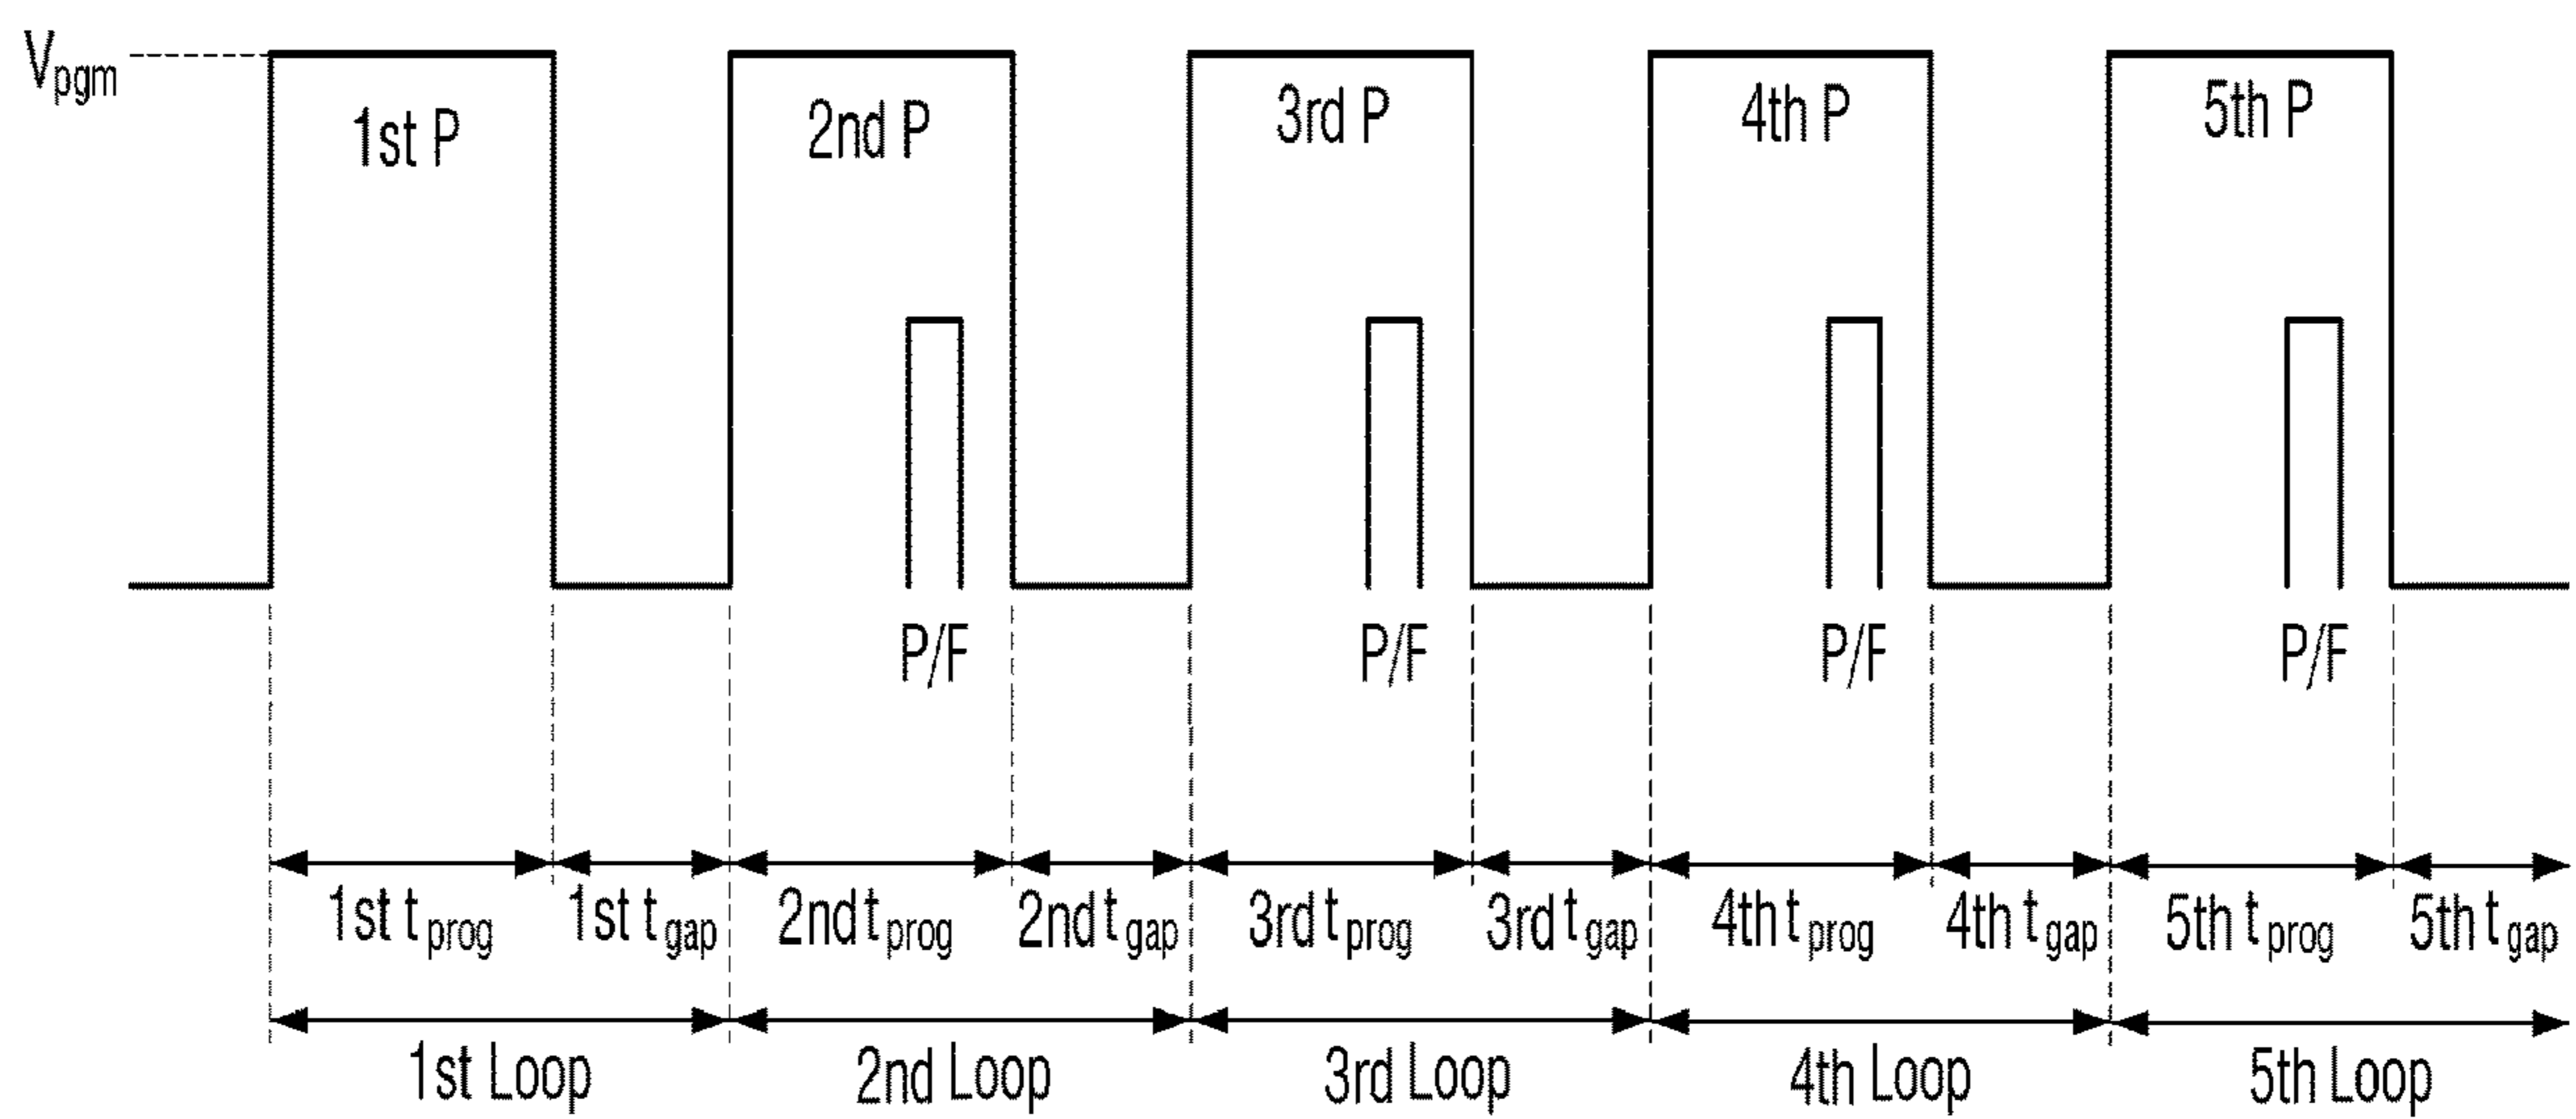 Vpgm
1st P
2nd P
3rd P
4th P
5th P
P/F
P/F
P/F
P/F
1st tprog
1st tgap
2nd tprog
2nd tgap
3rd tprog
3rd tgap
4th tprog
4th tgap
5th tprog
5th tgap
1st Loop
2nd Loop
3rd Loop
4th Loop
5th Loop